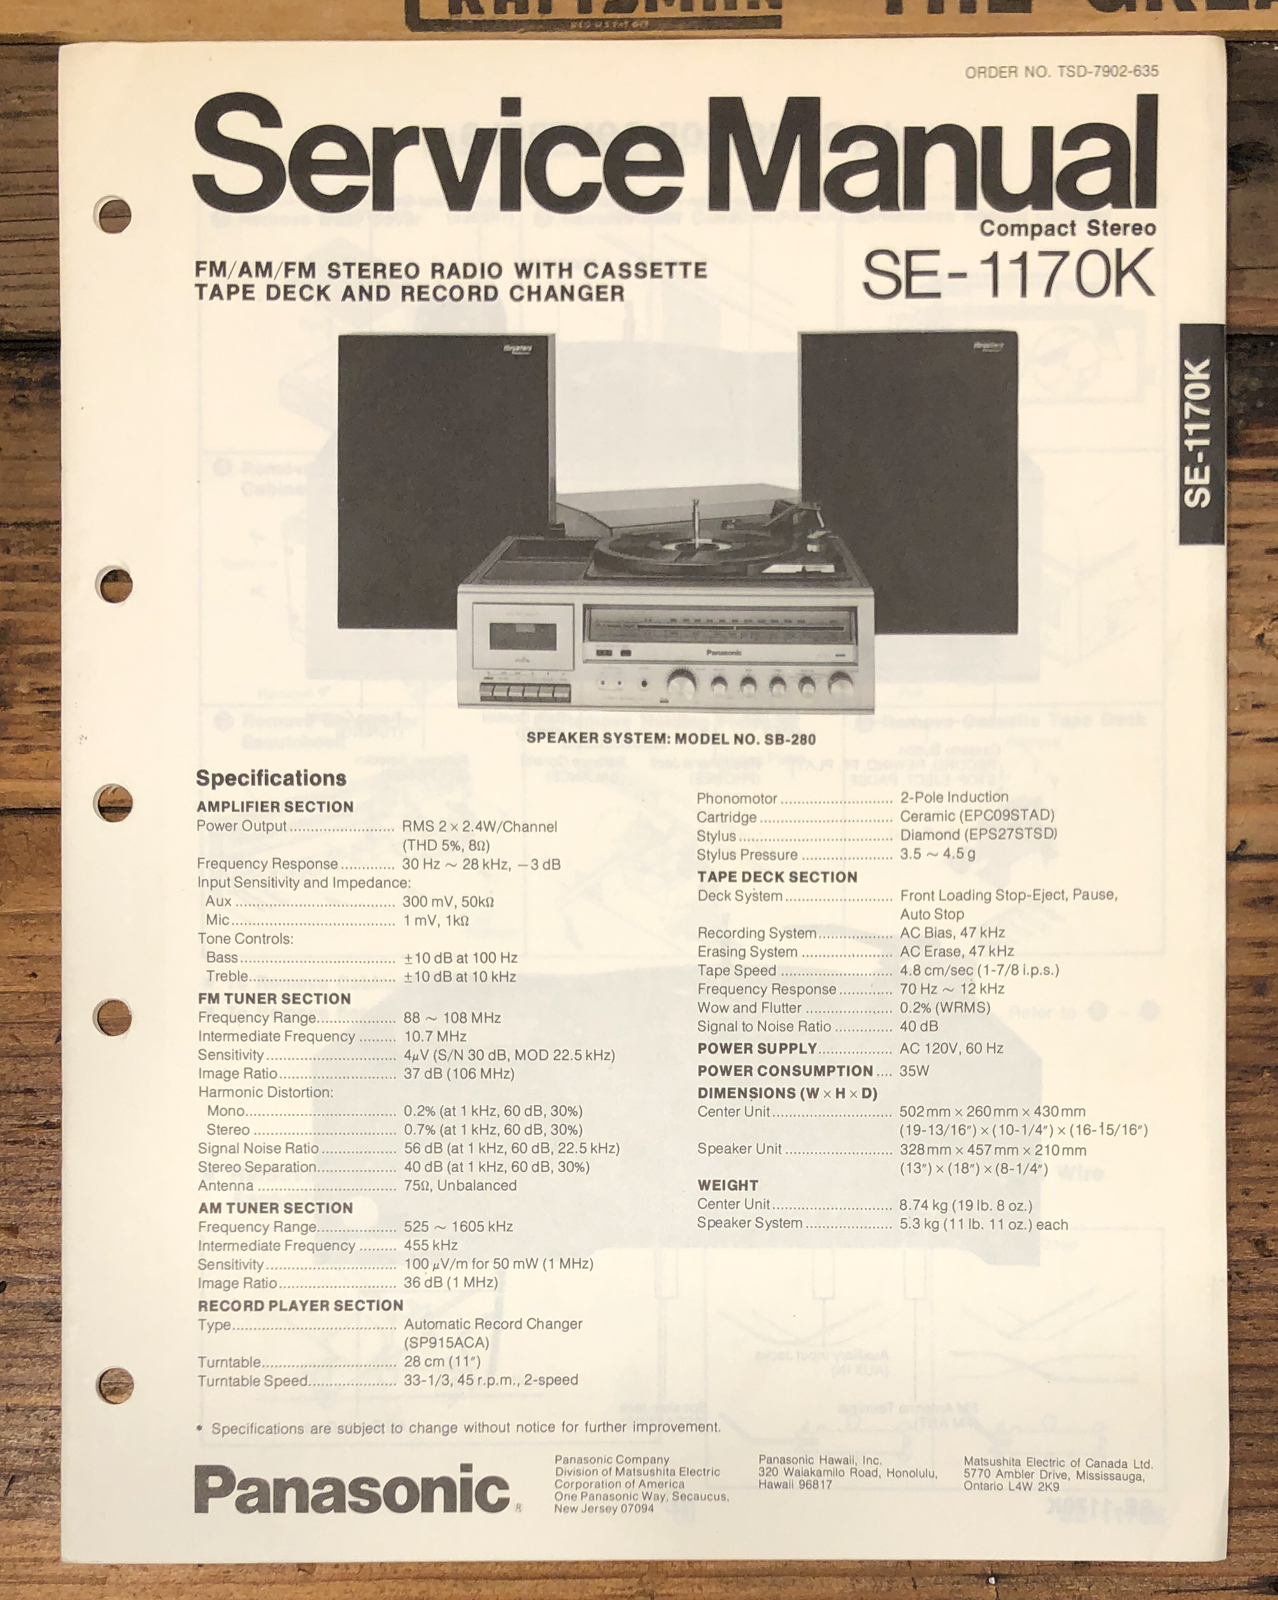 ORDER NO. TSD-7902-635
Service Manual
Compact Stereo
SE-1170K
FM/AM/FM STEREO RADIO WITH CASSETTE
TAPE DECK AND RECORD CHANGER
SE-1170K
Panasonic
SPEAKER SYSTEM: MODEL NO. SB-280
Specifications
AMPLIFIER SECTION
Power Output.......................... RMS 2 × 2.4W/Channel
(THD 5%, 8Ω)
Frequency Response ............. 30 Hz ~ 28 kHz, −3 dB
Input Sensitivity and Impedance:
Aux ........................................ 300 mV, 50kΩ
Mic......................................... 1 mV, 1kΩ
Tone Controls:
Bass....................................... ±10 dB at 100 Hz
Treble..................................... ±10 dB at 10 kHz
FM TUNER SECTION
Frequency Range.................... 88 ~ 108 MHz
Intermediate Frequency ......... 10.7 MHz
Sensitivity................................. 4µV (S/N 30 dB, MOD 22.5 kHz)
Image Ratio............................. 37 dB (106 MHz)
Harmonic Distortion:
Mono...................................... 0.2% (at 1 kHz, 60 dB, 30%)
Stereo .................................... 0.7% (at 1 kHz, 60 dB, 30%)
Signal Noise Ratio................... 56 dB (at 1 kHz, 60 dB, 22.5 kHz)
Stereo Separation.................... 40 dB (at 1 kHz, 60 dB, 30%)
Antenna ................................... 75Ω, Unbalanced
AM TUNER SECTION
Frequency Range.................... 525 ~ 1605 kHz
Intermediate Frequency ......... 455 kHz
Sensitivity................................. 100 µV/m for 50 mW (1 MHz)
Image Ratio............................. 36 dB (1 MHz)
RECORD PLAYER SECTION
Type......................................... Automatic Record Changer
(SP915ACA)
Turntable.................................. 28 cm (11″)
Turntable Speed...................... 33-1/3, 45 r.p.m., 2-speed
Phonomotor ............................ 2-Pole Induction
Cartridge ................................. Ceramic (EPC09STAD)
Stylus....................................... Diamond (EPS27STSD)
Stylus Pressure ....................... 3.5 ~ 4.5 g
TAPE DECK SECTION
Deck System ........................... Front Loading Stop-Eject, Pause,
Auto Stop
Recording System................... AC Bias, 47 kHz
Erasing System ....................... AC Erase, 47 kHz
Tape Speed ............................ 4.8 cm/sec (1-7/8 i.p.s.)
Frequency Response ............. 70 Hz ~ 12 kHz
Wow and Flutter ...................... 0.2% (WRMS)
Signal to Noise Ratio .............. 40 dB
POWER SUPPLY.................. AC 120V, 60 Hz
POWER CONSUMPTION .... 35W
DIMENSIONS (W × H × D)
Center Unit.............................. 502 mm × 260 mm × 430 mm
(19-13/16″) × (10-1/4″) × (16-15/16″)
Speaker Unit ........................... 328 mm × 457 mm × 210 mm
(13″) × (18″) × (8-1/4″)
WEIGHT
Center Unit.............................. 8.74 kg (19 lb. 8 oz.)
Speaker System ...................... 5.3 kg (11 lb. 11 oz.) each
* Specifications are subject to change without notice for further improvement.
Panasonic®
Panasonic Company
Division of Matsushita Electric
Corporation of America
One Panasonic Way, Secaucus,
New Jersey 07094
Panasonic Hawaii, Inc.
320 Waiakamilo Road, Honolulu,
Hawaii 96817
Matsushita Electric of Canada Ltd.
5770 Ambler Drive, Mississauga,
Ontario L4W 2K9